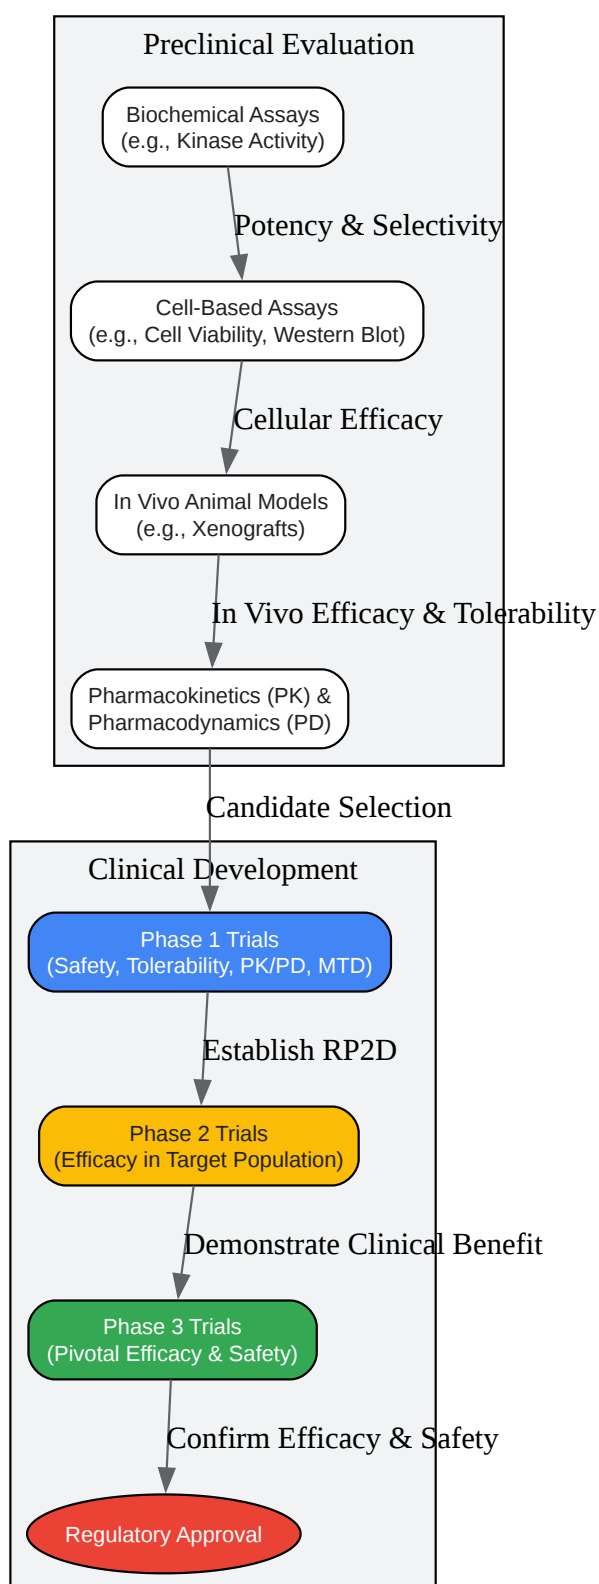 Preclinical Evaluation
Biochemical Assays
(e.g., Kinase Activity)
Potency & Selectivity
Cell-Based Assays
(e.g., Cell Viability, Western Blot)
Cellular Efficacy
In Vivo Animal Models
(e.g., Xenografts)
In Vivo Efficacy & Tolerability
Pharmacokinetics (PK) &
Pharmacodynamics (PD)
Candidate Selection
Clinical Development
Phase 1 Trials
(Safety, Tolerability, PK/PD, MTD)
Establish RP2D
Phase 2 Trials
(Efficacy in Target Population)
Demonstrate Clinical Benefit
Phase 3 Trials
(Pivotal Efficacy & Safety)
Confirm Efficacy & Safety
Regulatory Approval